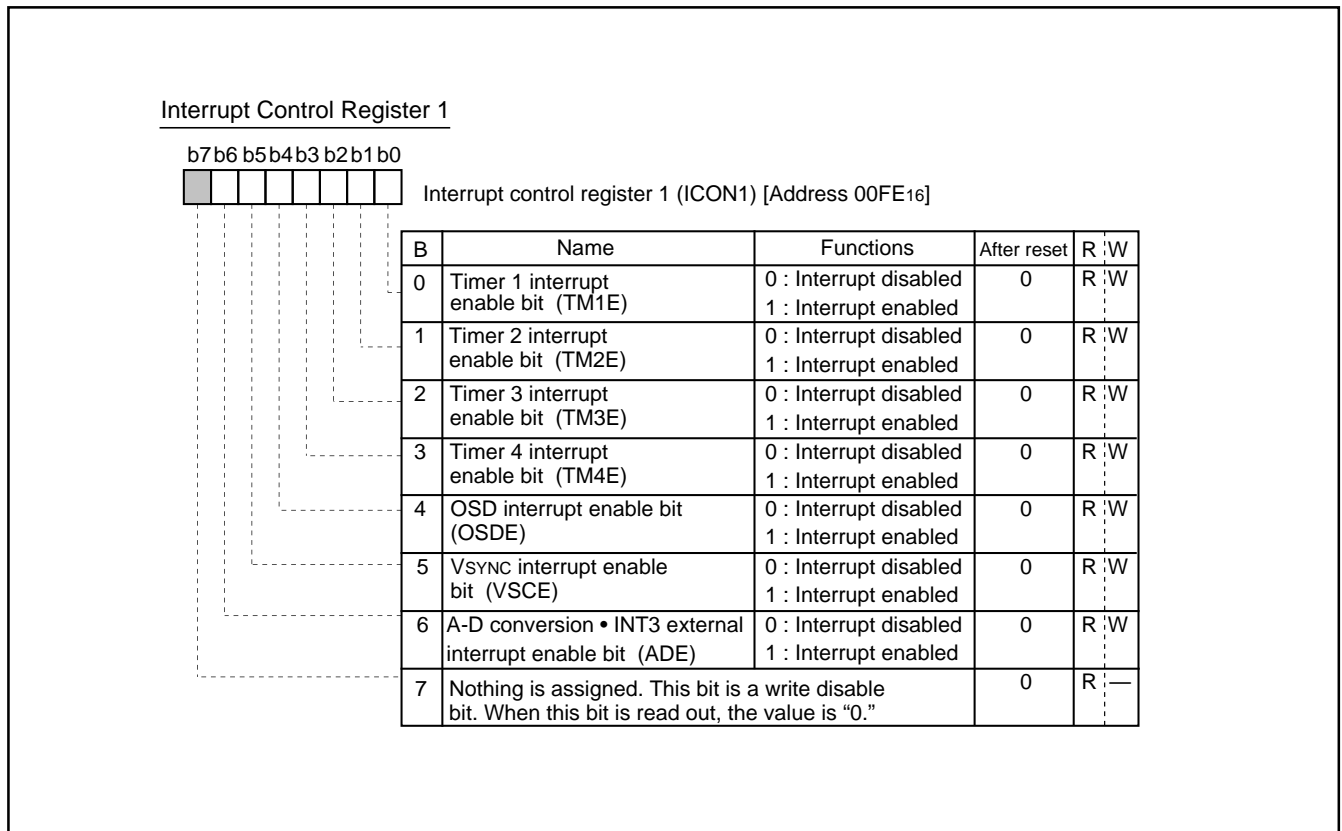 Interrupt Control Register 1
b7 b6 b5 b4 b3 b2 b1 b0
Interrupt control register 1 (ICON1) [Address 00FE16]
B Name Functions After reset R W
0 Timer 1 interrupt enable bit (TM1E) 0 : Interrupt disabled 1 : Interrupt enabled 0 R W
1 Timer 2 interrupt enable bit (TM2E) 0 : Interrupt disabled 1 : Interrupt enabled 0 R W
2 Timer 3 interrupt enable bit (TM3E) 0 : Interrupt disabled 1 : Interrupt enabled 0 R W
3 Timer 4 interrupt enable bit (TM4E) 0 : Interrupt disabled 1 : Interrupt enabled 0 R W
4 OSD interrupt enable bit (OSDE) 0 : Interrupt disabled 1 : Interrupt enabled 0 R W
5 VSYNC interrupt enable bit (VSCE) 0 : Interrupt disabled 1 : Interrupt enabled 0 R W
6 A-D conversion • INT3 external interrupt enable bit (ADE) 0 : Interrupt disabled 1 : Interrupt enabled 0 R W
7 Nothing is assigned. This bit is a write disable bit. When this bit is read out, the value is “0.” 0 R —